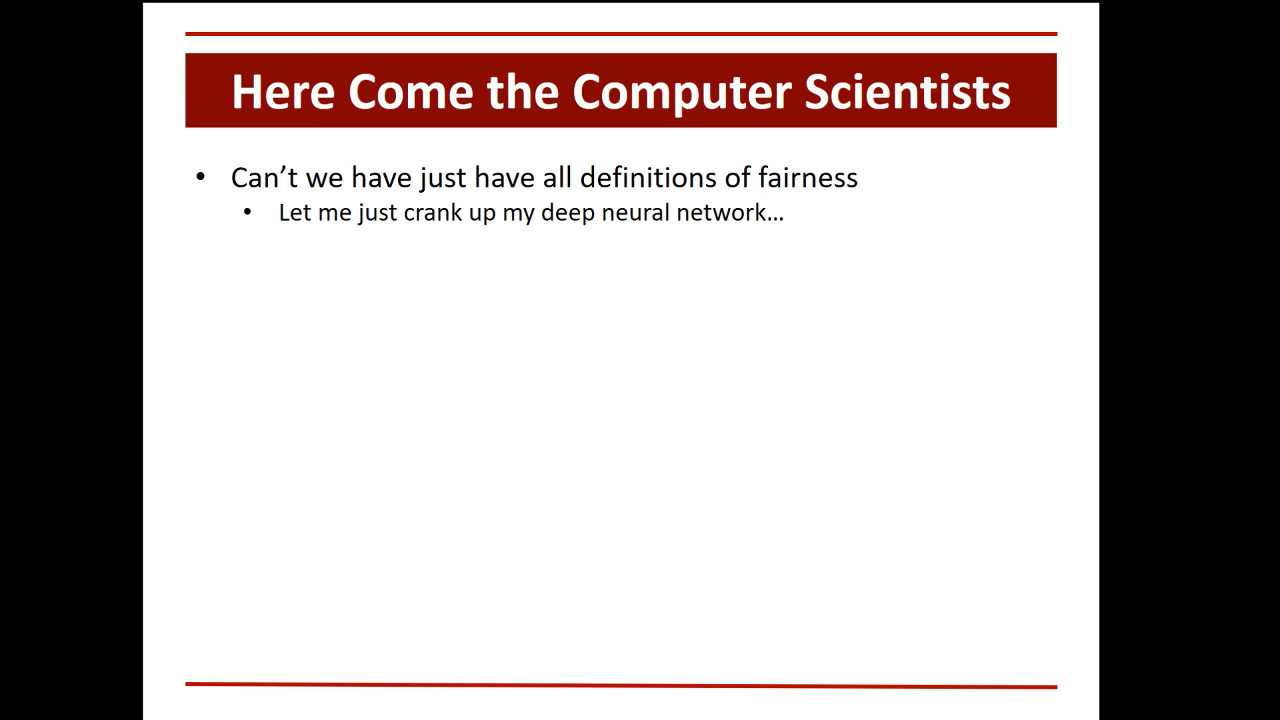 Here Come the Computer Scientists
• Can’t we have just have all definitions of fairness
• Let me just crank up my deep neural network…